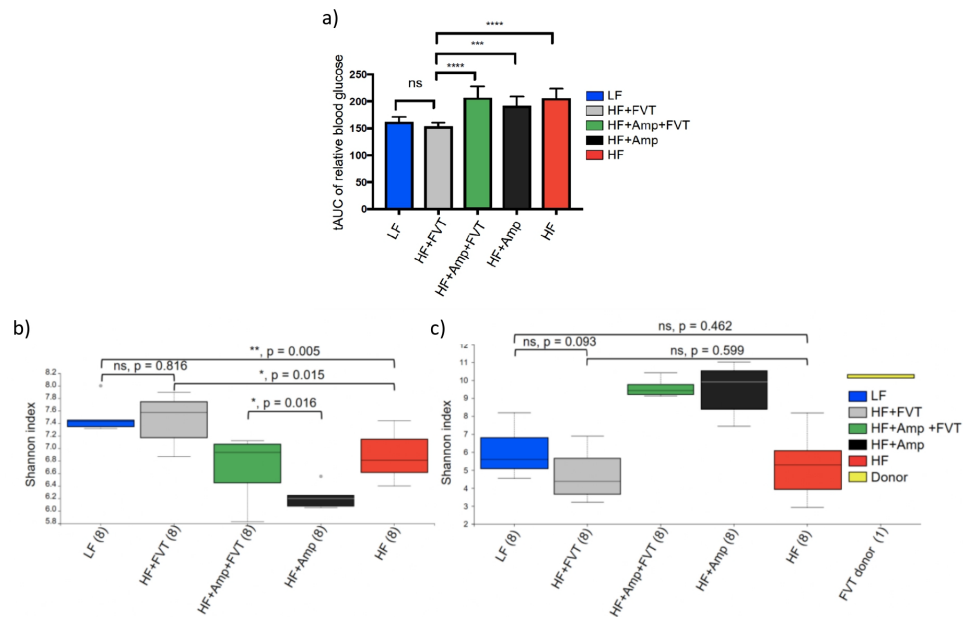 a)
****
***
****
ns
tAUC of relative blood glucose
250
200
150
100
50
0
LF
HF+FVT
HF+Amp+FVT
HF+Amp
HF
LF
HF+FVT
HF+Amp+FVT
HF+Amp
HF
b)
**, p = 0.005
ns, p = 0.816
*, p = 0.015
*, p = 0.016
Shannon index
8.2
8.0
7.8
7.6
7.4
7.2
7.0
6.8
6.6
6.4
6.2
6.0
5.8
LF (8)
HF+FVT (8)
HF+Amp+FVT (8)
HF+Amp (8)
HF (8)
c)
ns, p = 0.462
ns, p = 0.093
ns, p = 0.599
Shannon index
12
11
10
9
8
7
6
5
4
3
2
LF (8)
HF+FVT (8)
HF+Amp+FVT (8)
HF+Amp (8)
HF (8)
FVT donor (1)
LF
HF+FVT
HF+Amp +FVT
HF+Amp
HF
Donor